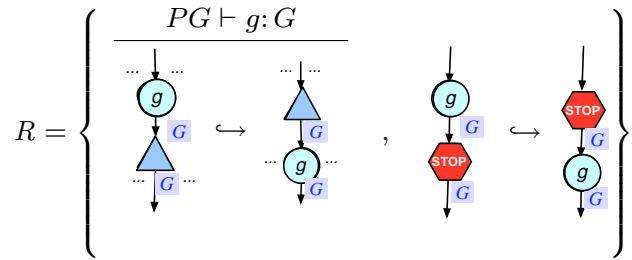 PG ⊢ g: G
... ...
g
G
↪
G
... ...
G
... g ...
G
R = {
,
g
G
STOP
G
↪
STOP
G
g
G
}